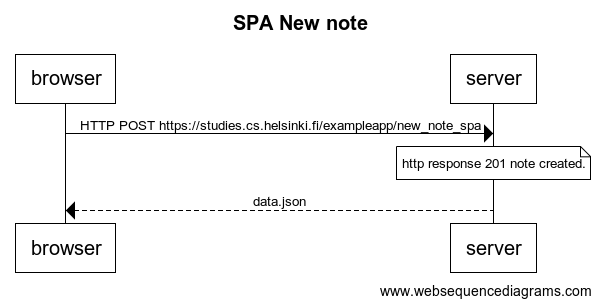 SPA New note
browser
server
HTTP POST https://studies.cs.helsinki.fi/exampleapp/new_note_spa
http response 201 note created.
data.json
browser
server
www.websequencediagrams.com